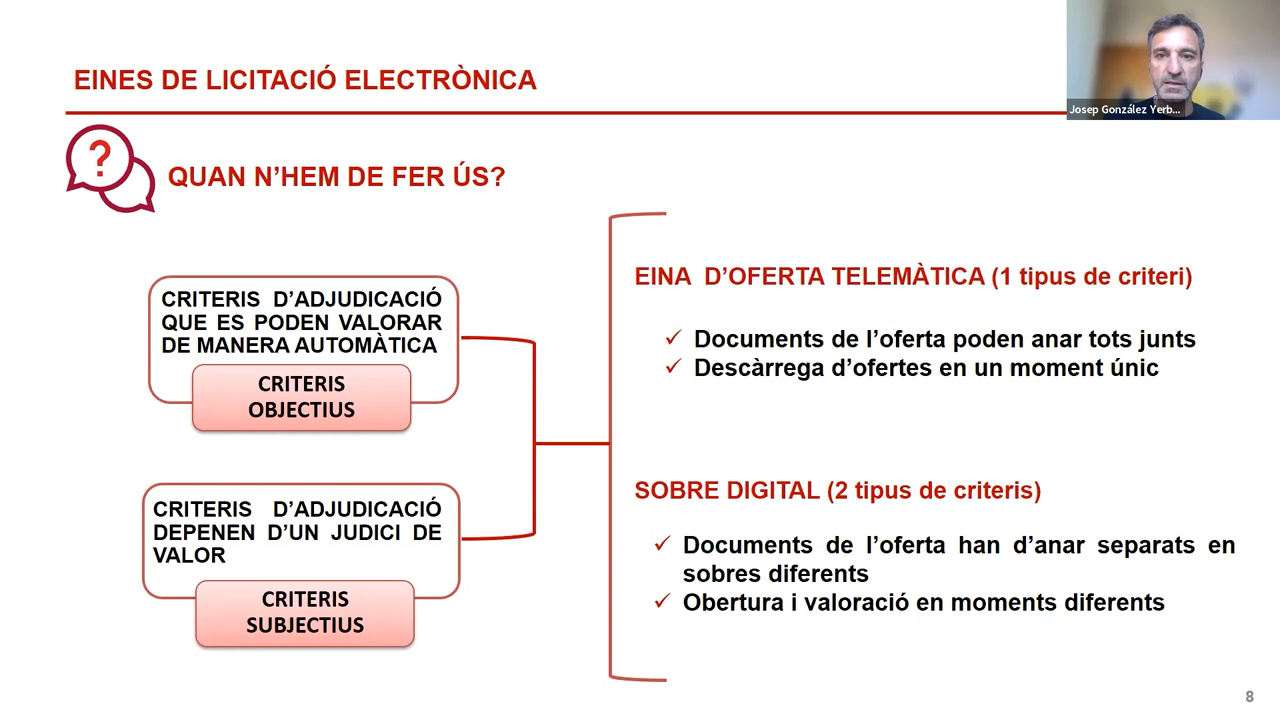 EINES DE LICITACIÓ ELECTRÒNICA
Josep González Yerb...
?
QUAN N'HEM DE FER ÚS?
CRITERIS D'ADJUDICACIÓ
QUE ES PODEN VALORAR
DE MANERA AUTOMÀTICA
CRITERIS
OBJECTIUS
CRITERIS D'ADJUDICACIÓ
DEPENEN D'UN JUDICI DE
VALOR
CRITERIS
SUBJECTIUS
EINA D'OFERTA TELEMÀTICA (1 tipus de criteri)
✓ Documents de l'oferta poden anar tots junts
✓ Descàrrega d'ofertes en un moment únic
SOBRE DIGITAL (2 tipus de criteris)
✓ Documents de l'oferta han d'anar separats en
sobres diferents
✓ Obertura i valoració en moments diferents
8